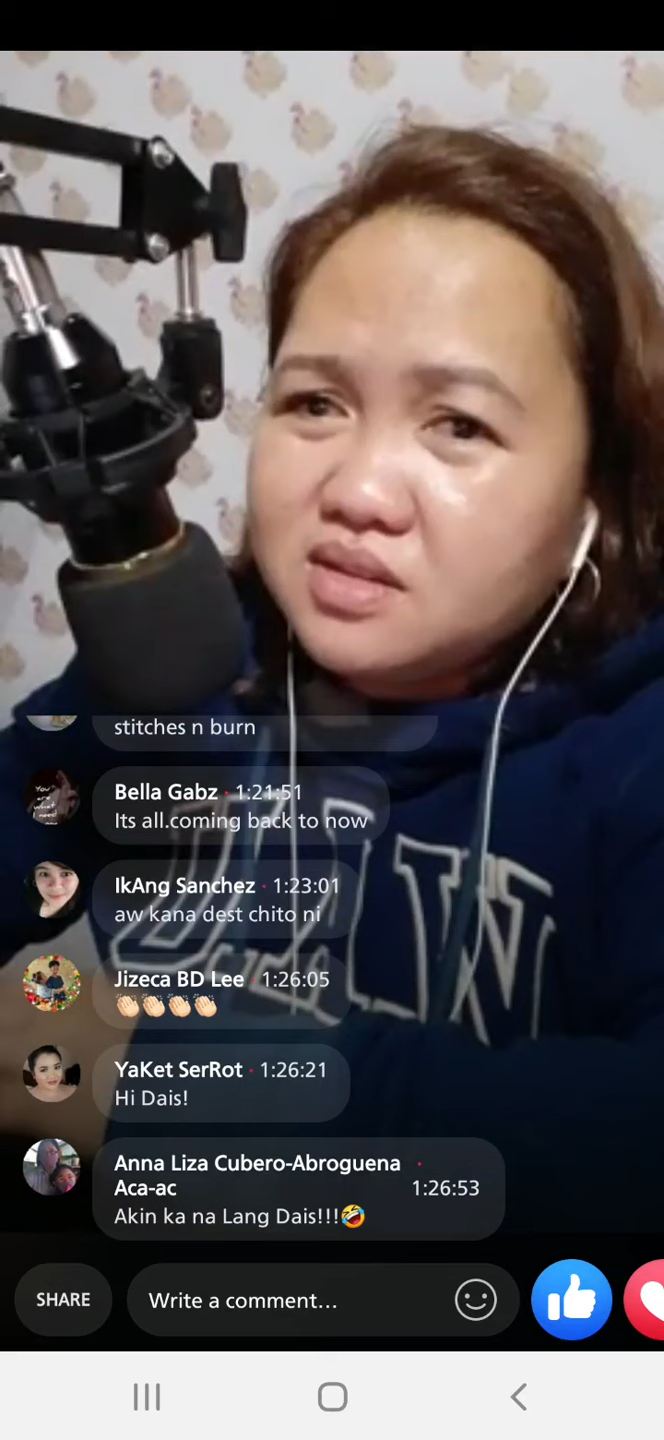 stitches n burn
Bella Gabz · 1:21:51
Its all.coming back to now
IkAng Sanchez · 1:23:01
aw kana dest chito ni
Jizeca BD Lee · 1:26:05
👏🏻👏🏻👏🏻👏🏻
YaKet SerRot · 1:26:21
Hi Dais!
Anna Liza Cubero-Abroguena ·
Aca-ac 1:26:53
Akin ka na Lang Dais!!!🤣
SHARE
Write a comment...